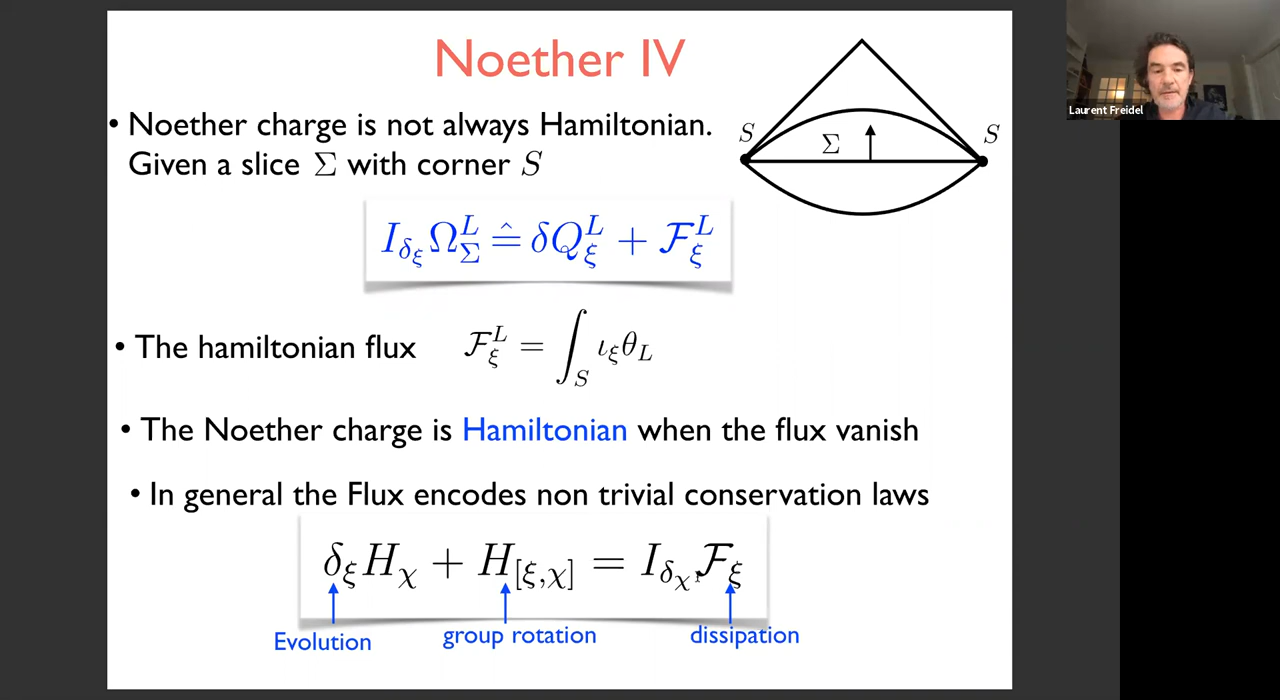 Noether IV
• Noether charge is not always Hamiltonian.
Given a slice Σ with corner S
S
Σ
S
I_{δ_ξ} Ω^L_Σ ≙ δQ^L_ξ + 𝓕^L_ξ
• The hamiltonian flux 𝓕^L_ξ = ∫_S ι_ξ θ_L
• The Noether charge is Hamiltonian when the flux vanish
• In general the Flux encodes non trivial conservation laws
δ_ξ H_χ + H_{[ξ,χ]} = I_{δ_χ} 𝓕_ξ
Evolution
group rotation
dissipation
Laurent Freidel